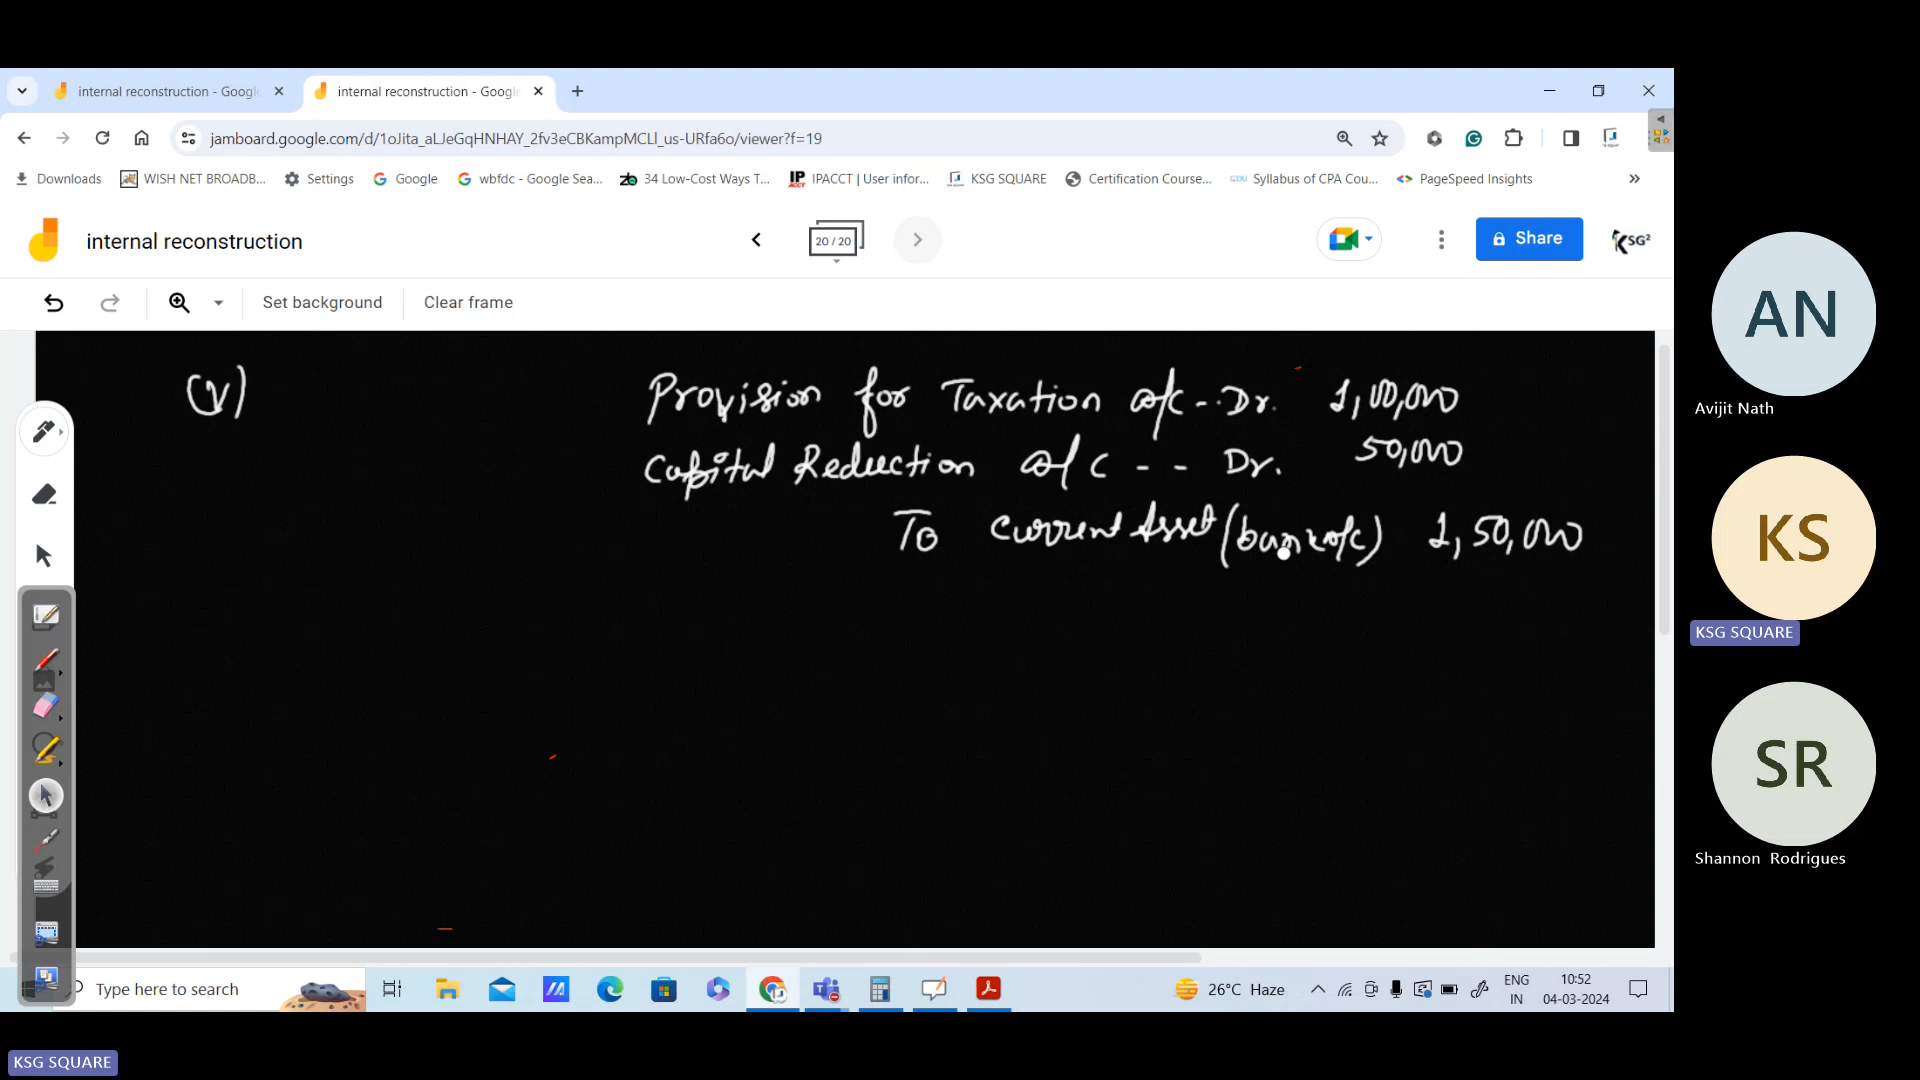 internal reconstruction - Googl
internal reconstruction - Google
jamboard.google.com/d/1oJita_aLJeGqHNHAY_2fv3eCBKampMCLl_us-URfa6o/viewer?f=19
Downloads WISH NET BROADB... Settings Google wbfdc - Google Sea... 34 Low-Cost Ways T... IPACCT | User infor... KSG SQUARE Certification Course... Syllabus of CPA Cou... PageSpeed Insights
internal reconstruction
20 / 20
Share
KSG²
Set background Clear frame
(V) Provision for Taxation a/c -- Dr. 1,00,000
Capital Reduction a/c -- Dr. 50,000
To Current Asset (bank a/c) 1,50,000
AN
Avijit Nath
KS
KSG SQUARE
SR
Shannon Rodrigues
Type here to search
26°C Haze
ENG
IN
10:52
04-03-2024
KSG SQUARE